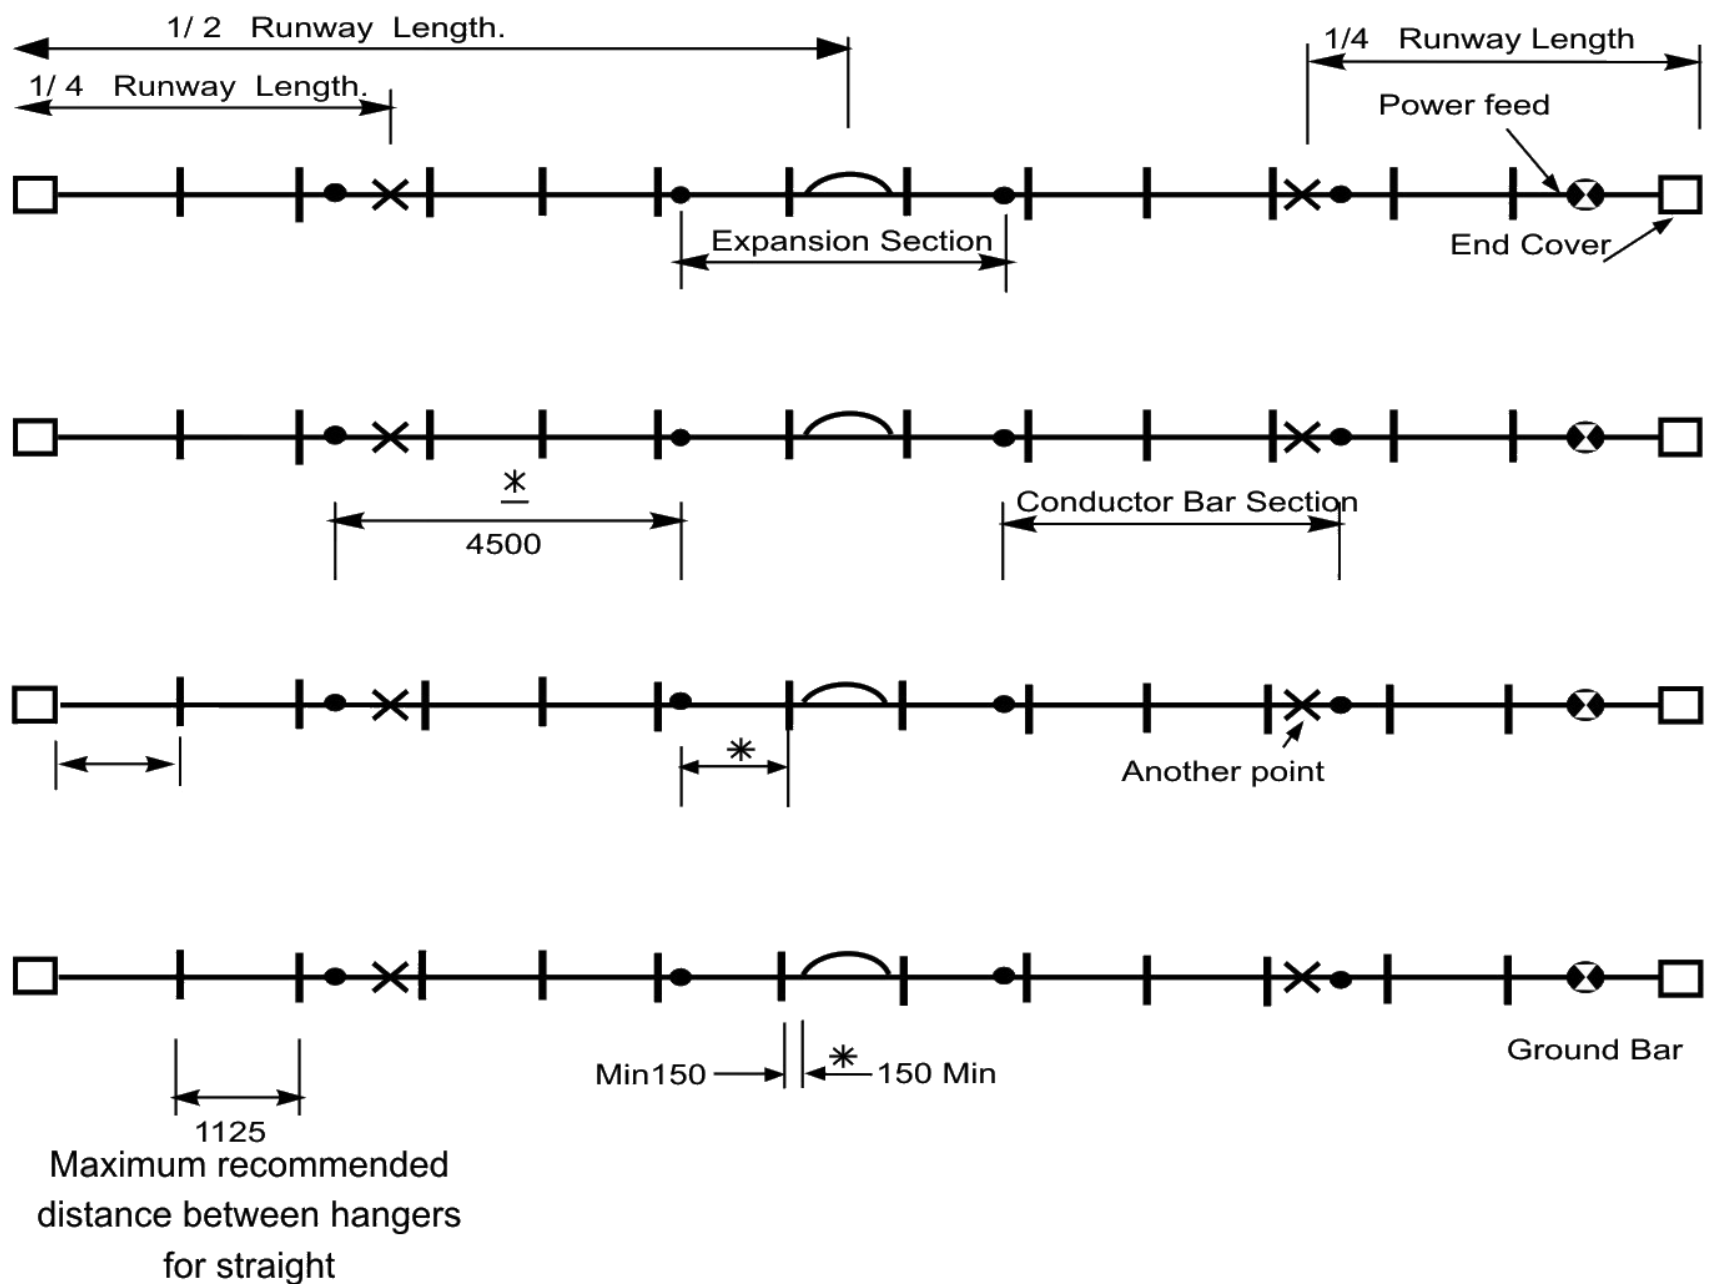 1/ 2 Runway Length.
1/4 Runway Length
1/ 4 Runway Length.
Power feed
Expansion Section
End Cover
*
Conductor Bar Section
4500
*
Another point
Min150
*
150 Min
Ground Bar
1125
Maximum recommended
distance between hangers
for straight